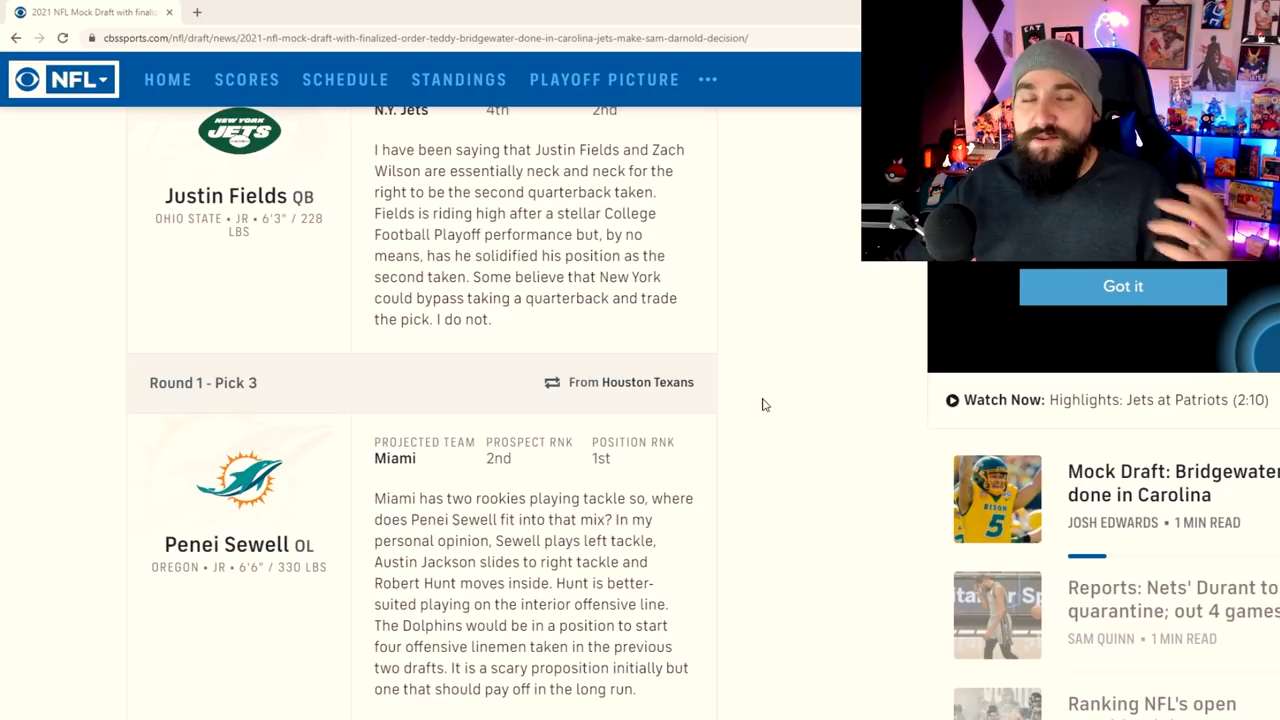 2021 NFL Mock Draft with finaliz
cbssports.com/nfl/draft/news/2021-nfl-mock-draft-with-finalized-order-teddy-bridgewater-done-in-carolina-jets-make-sam-darnold-decision/
NFL
HOME
SCORES
SCHEDULE
STANDINGS
PLAYOFF PICTURE
NEW YORK
JETS
Justin Fields QB
OHIO STATE • JR • 6'3" / 228
LBS
N.Y. Jets 4th 2nd
I have been saying that Justin Fields and Zach
Wilson are essentially neck and neck for the
right to be the second quarterback taken.
Fields is riding high after a stellar College
Football Playoff performance but, by no
means, has he solidified his position as the
second taken. Some believe that New York
could bypass taking a quarterback and trade
the pick. I do not.
Round 1 - Pick 3
From Houston Texans
Penei Sewell OL
OREGON • JR • 6'6" / 330 LBS
PROJECTED TEAM PROSPECT RNK POSITION RNK
Miami 2nd 1st
Miami has two rookies playing tackle so, where
does Penei Sewell fit into that mix? In my
personal opinion, Sewell plays left tackle,
Austin Jackson slides to right tackle and
Robert Hunt moves inside. Hunt is better-
suited playing on the interior offensive line.
The Dolphins would be in a position to start
four offensive linemen taken in the previous
two drafts. It is a scary proposition initially but
one that should pay off in the long run.
EAT
Got it
Watch Now: Highlights: Jets at Patriots (2:10)
BISON
5
Mock Draft: Bridgewater
done in Carolina
JOSH EDWARDS • 1 MIN READ
Reports: Nets' Durant to
quarantine; out 4 games
SAM QUINN • 1 MIN READ
Ranking NFL's open